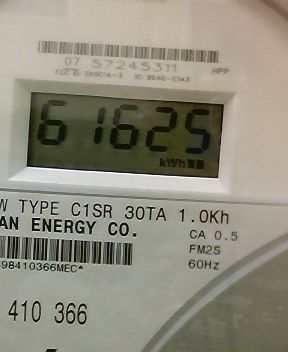 07 57245311
HPP
61625
kWh
W TYPE C1SR 30TA 1.0Kh
AN ENERGY CO.
CA 0.5
FM2S
98410366MEC*
60Hz
410 366